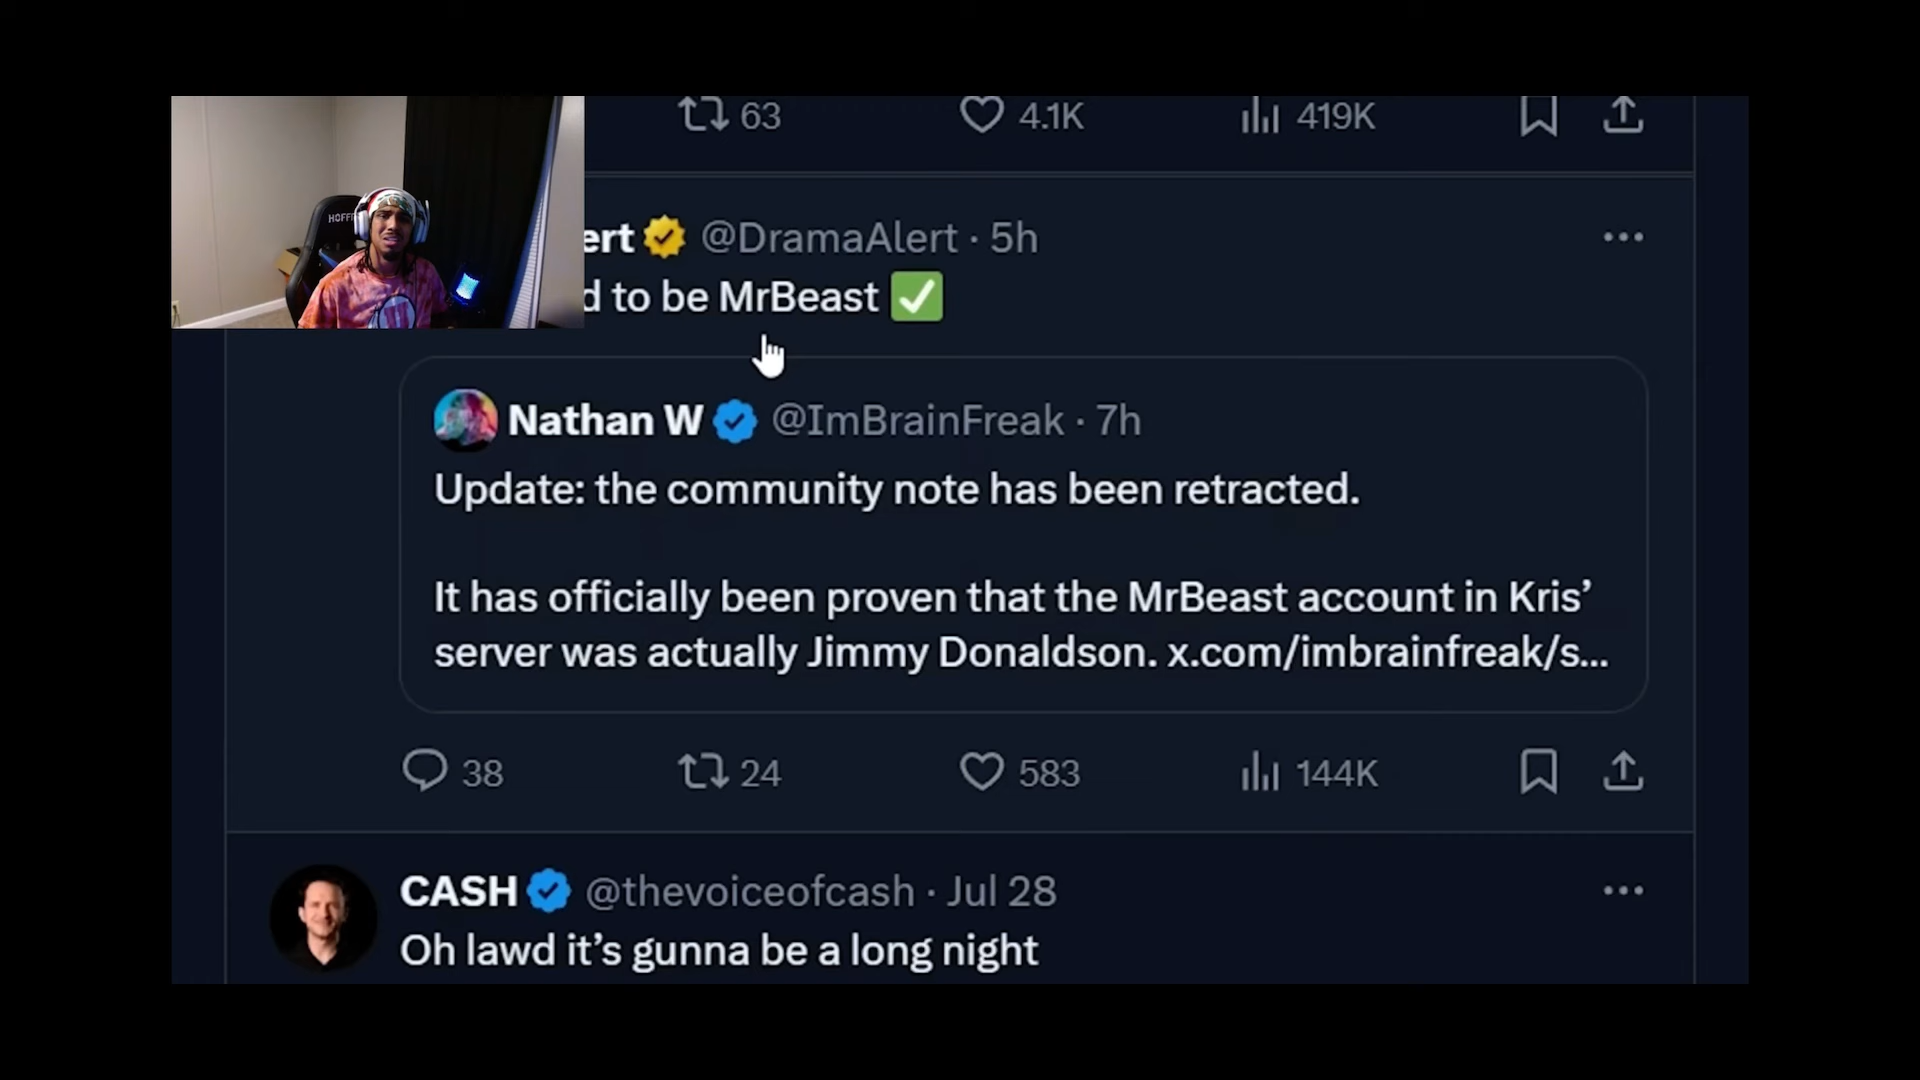 63 4.1K 419K
ert @DramaAlert · 5h
d to be MrBeast ✅
Nathan W @ImBrainFreak · 7h
Update: the community note has been retracted.
It has officially been proven that the MrBeast account in Kris’
server was actually Jimmy Donaldson. x.com/imbrainfreak/s...
38 24 583 144K
CASH @thevoiceofcash · Jul 28
Oh lawd it’s gunna be a long night